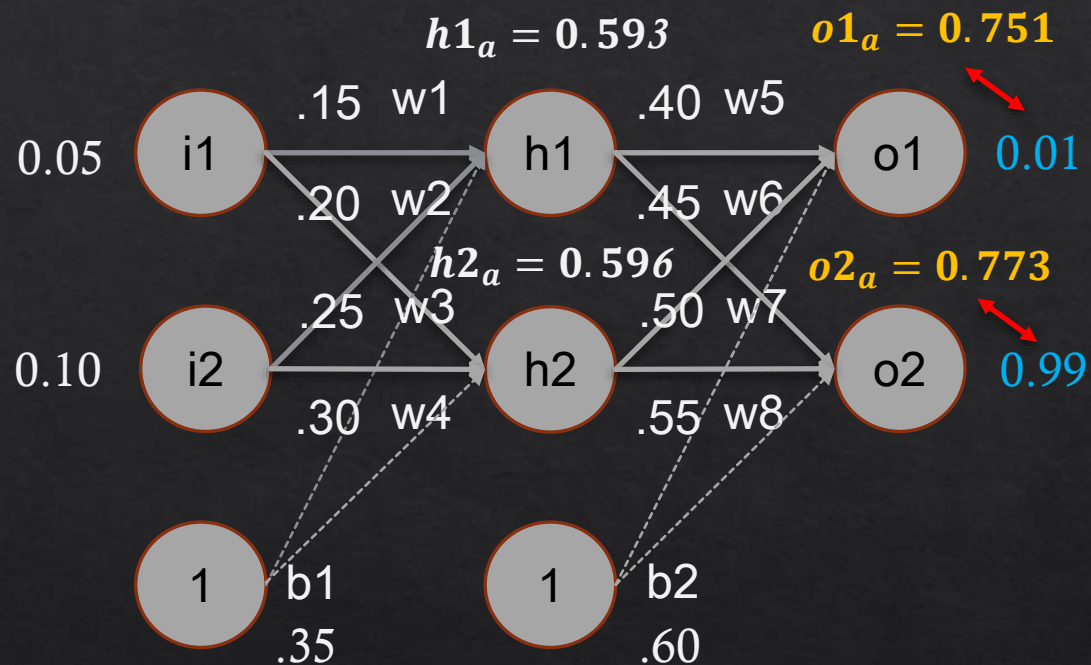 h1ₐ = 0.593 o1ₐ = 0.751
.15 w1 .40 w5
0.05 i1 h1 o1 0.01
.20 w2 .45 w6
h2ₐ = 0.596 o2ₐ = 0.773
.25 w3 .50 w7
0.10 i2 h2 o2 0.99
.30 w4 .55 w8
1 b1 1 b2
.35 .60